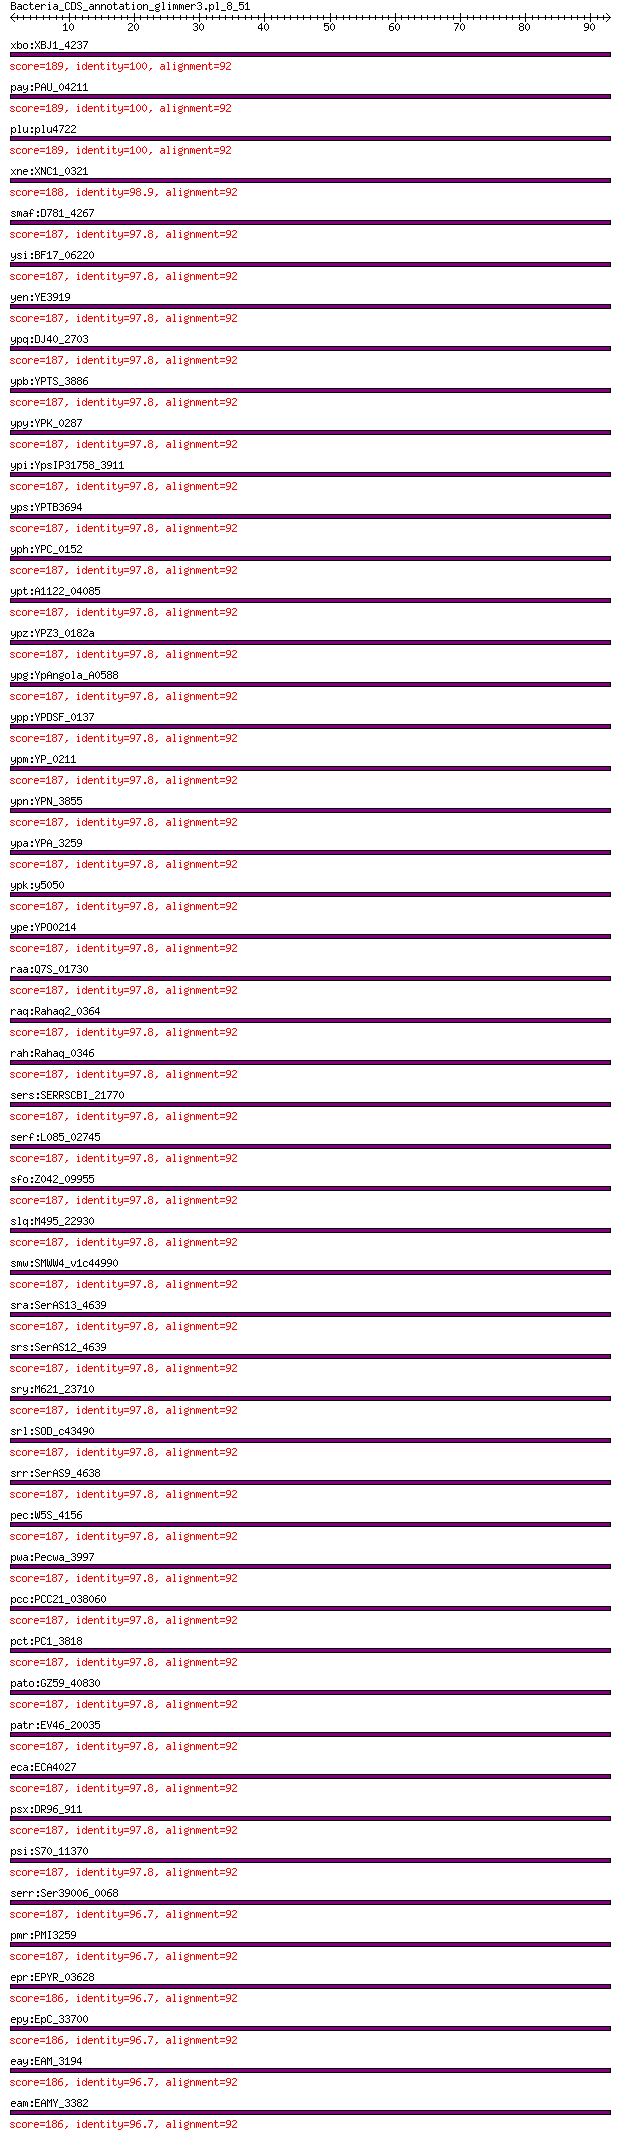 Bacteria_CDS_annotation_glimmer3.pl_8_51
10 20 30 40 50 60 70 80 90
xbo:XBJ1_4237
score=189, identity=100, alignment=92
pay:PAU_04211
score=189, identity=100, alignment=92
plu:plu4722
score=189, identity=100, alignment=92
xne:XNC1_0321
score=188, identity=98.9, alignment=92
smaf:D781_4267
score=187, identity=97.8, alignment=92
ysi:BF17_06220
score=187, identity=97.8, alignment=92
yen:YE3919
score=187, identity=97.8, alignment=92
ypq:DJ40_2703
score=187, identity=97.8, alignment=92
ypb:YPTS_3886
score=187, identity=97.8, alignment=92
ypy:YPK_0287
score=187, identity=97.8, alignment=92
ypi:YpsIP31758_3911
score=187, identity=97.8, alignment=92
yps:YPTB3694
score=187, identity=97.8, alignment=92
yph:YPC_0152
score=187, identity=97.8, alignment=92
ypt:A1122_04085
score=187, identity=97.8, alignment=92
ypz:YPZ3_0182a
score=187, identity=97.8, alignment=92
ypg:YpAngola_A0588
score=187, identity=97.8, alignment=92
ypp:YPDSF_0137
score=187, identity=97.8, alignment=92
ypm:YP_0211
score=187, identity=97.8, alignment=92
ypn:YPN_3855
score=187, identity=97.8, alignment=92
ypa:YPA_3259
score=187, identity=97.8, alignment=92
ypk:y5050
score=187, identity=97.8, alignment=92
ype:YPO0214
score=187, identity=97.8, alignment=92
raa:Q7S_01730
score=187, identity=97.8, alignment=92
raq:Rahaq2_0364
score=187, identity=97.8, alignment=92
rah:Rahaq_0346
score=187, identity=97.8, alignment=92
sers:SERRSCBI_21770
score=187, identity=97.8, alignment=92
serf:L085_02745
score=187, identity=97.8, alignment=92
sfo:Z042_09955
score=187, identity=97.8, alignment=92
slq:M495_22930
score=187, identity=97.8, alignment=92
smw:SMWW4_v1c44990
score=187, identity=97.8, alignment=92
sra:SerAS13_4639
score=187, identity=97.8, alignment=92
srs:SerAS12_4639
score=187, identity=97.8, alignment=92
sry:M621_23710
score=187, identity=97.8, alignment=92
srl:SOD_c43490
score=187, identity=97.8, alignment=92
srr:SerAS9_4638
score=187, identity=97.8, alignment=92
pec:W5S_4156
score=187, identity=97.8, alignment=92
pwa:Pecwa_3997
score=187, identity=97.8, alignment=92
pcc:PCC21_038060
score=187, identity=97.8, alignment=92
pct:PC1_3818
score=187, identity=97.8, alignment=92
pato:GZ59_40830
score=187, identity=97.8, alignment=92
patr:EV46_20035
score=187, identity=97.8, alignment=92
eca:ECA4027
score=187, identity=97.8, alignment=92
psx:DR96_911
score=187, identity=97.8, alignment=92
psi:S70_11370
score=187, identity=97.8, alignment=92
serr:Ser39006_0068
score=187, identity=96.7, alignment=92
pmr:PMI3259
score=187, identity=96.7, alignment=92
epr:EPYR_03628
score=186, identity=96.7, alignment=92
epy:EpC_33700
score=186, identity=96.7, alignment=92
eay:EAM_3194
score=186, identity=96.7, alignment=92
eam:EAMY_3382
score=186, identity=96.7, alignment=92